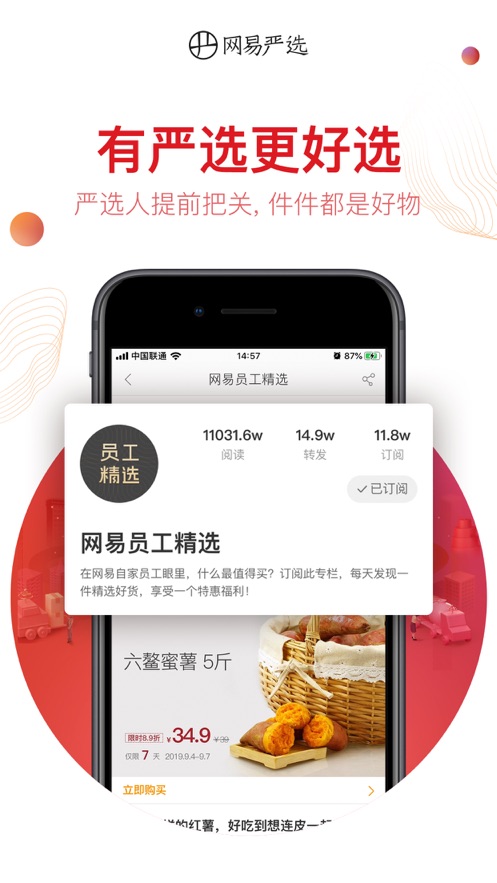 网易严选
有严选更好选
严选人提前把关, 件件都是好物
中国联通 14:57 87%
网易员工精选
员工
精选
11031.6w 14.9w 11.8w
阅读 转发 订阅
已订阅
网易员工精选
在网易自家员工眼里，什么最值得买？订阅此专栏，每天发现一
件精选好货，享受一个特惠福利！
六鳌蜜薯 5斤
限时8.9折 ¥34.9 ¥39
仅限 7 天 2019.9.4~9.7
立即购买
的红薯，好吃到想连皮一起